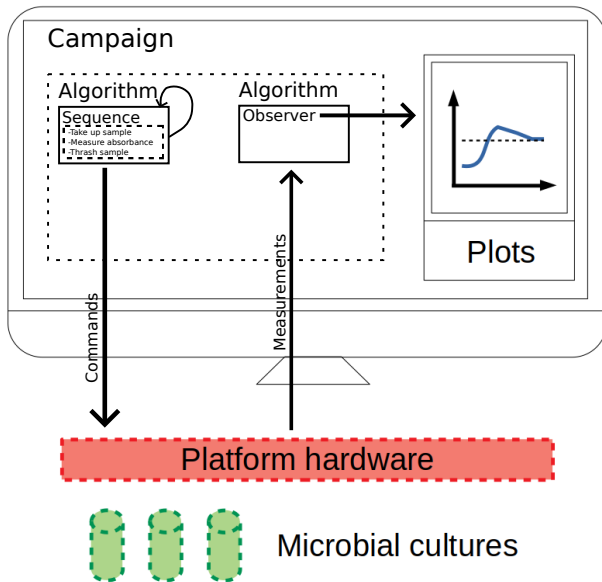 Campaign
Algorithm
Sequence
-Take up sample
-Measure absorbance
-Thrash sample
Algorithm
Observer
Plots
Commands
Measurements
Platform hardware
Microbial cultures